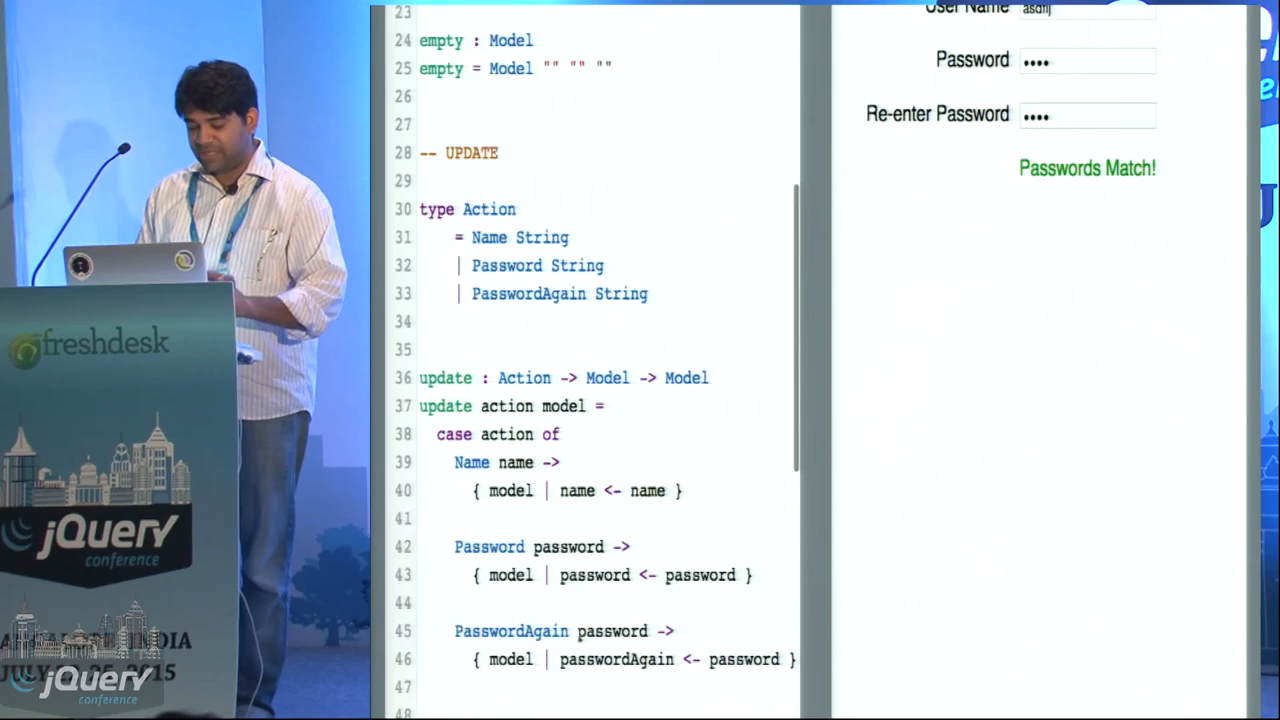 23
24 empty : Model
25 empty = Model "" "" ""
26
27
28 -- UPDATE
29
30 type Action
31 = Name String
32 | Password String
33 | PasswordAgain String
34
35
36 update : Action -> Model -> Model
37 update action model =
38 case action of
39 Name name ->
40 { model | name <- name }
41
42 Password password ->
43 { model | password <- password }
44
45 PasswordAgain password ->
46 { model | passwordAgain <- password }
47
48
User Name
Password ••••
Re-enter Password ••••
Passwords Match!
freshdesk
jQuery
conference
INDIA
2015
jQuery
conference